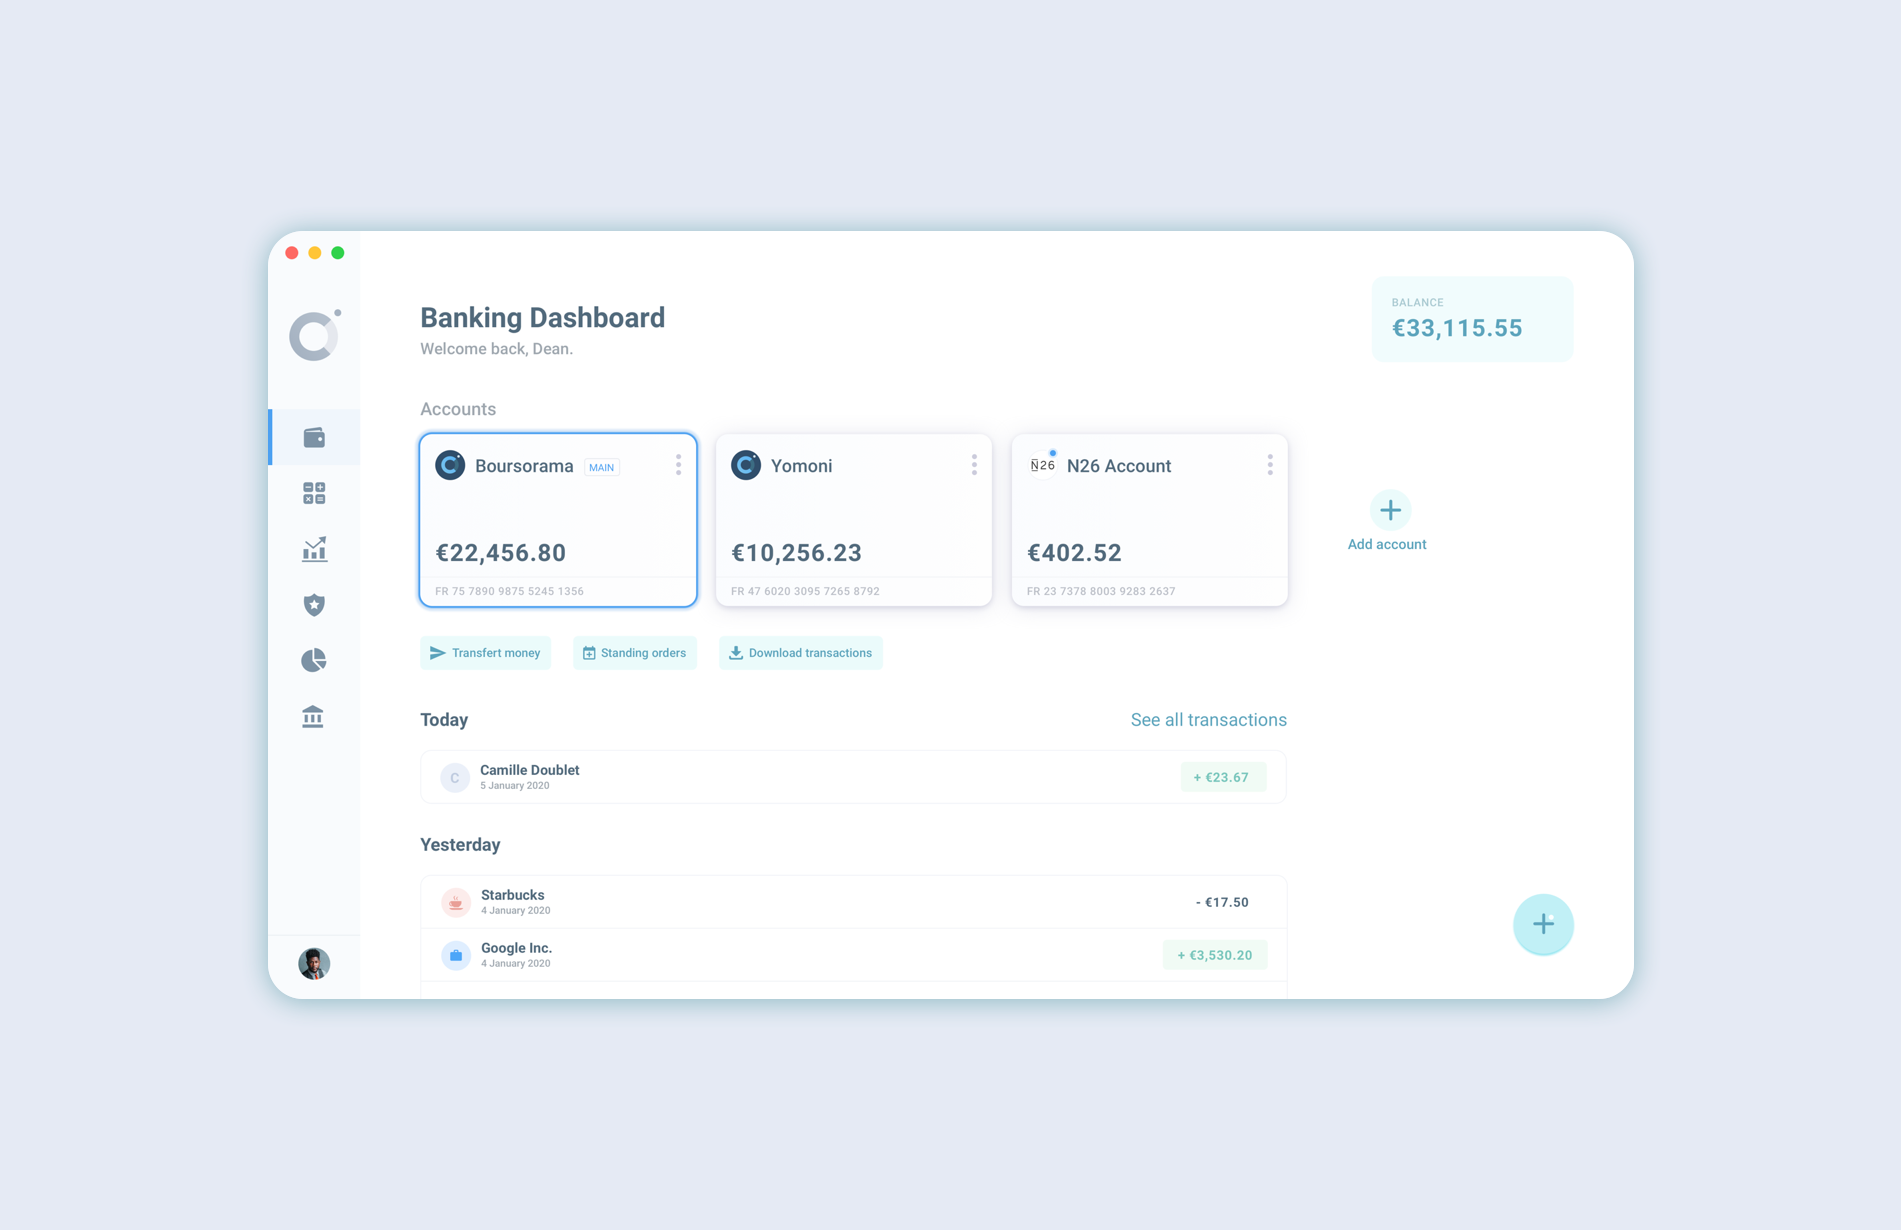 Banking Dashboard
Welcome back, Dean.
BALANCE
€33,115.55
Accounts
Boursorama MAIN
€22,456.80
FR 75 7890 9875 5245 1356
Yomoni
€10,256.23
FR 47 6020 3095 7265 8792
N26 N26 Account
€402.52
FR 23 7378 8003 9283 2637
Add account
Transfert money
Standing orders
Download transactions
Today
See all transactions
C
Camille Doublet
5 January 2020
+ €23.67
Yesterday
Starbucks
4 January 2020
- €17.50
Google Inc.
4 January 2020
+ €3,530.20